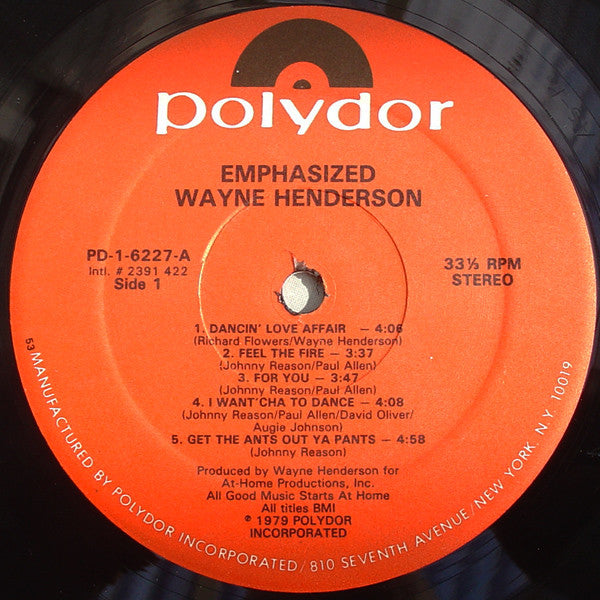 polydor
EMPHASIZED
WAYNE HENDERSON
PD-1-6227-A
Intl. # 2391 422
Side 1
33⅓ RPM
STEREO
1. DANCIN' LOVE AFFAIR – 4:06
(Richard Flowers/Wayne Henderson)
2. FEEL THE FIRE – 3:37
(Johnny Reason/Paul Allen)
3. FOR YOU – 3:47
(Johnny Reason/Paul Allen)
4. I WANT'CHA TO DANCE – 4:08
(Johnny Reason/Paul Allen/David Oliver/
Augie Johnson)
5. GET THE ANTS OUT YA PANTS – 4:58
(Johnny Reason)
Produced by Wayne Henderson for
At-Home Productions, Inc.
All Good Music Starts At Home
All titles BMI
℗ 1979 POLYDOR
INCORPORATED
53 MANUFACTURED BY POLYDOR INCORPORATED/810 SEVENTH AVENUE/NEW YORK, N.Y. 10019